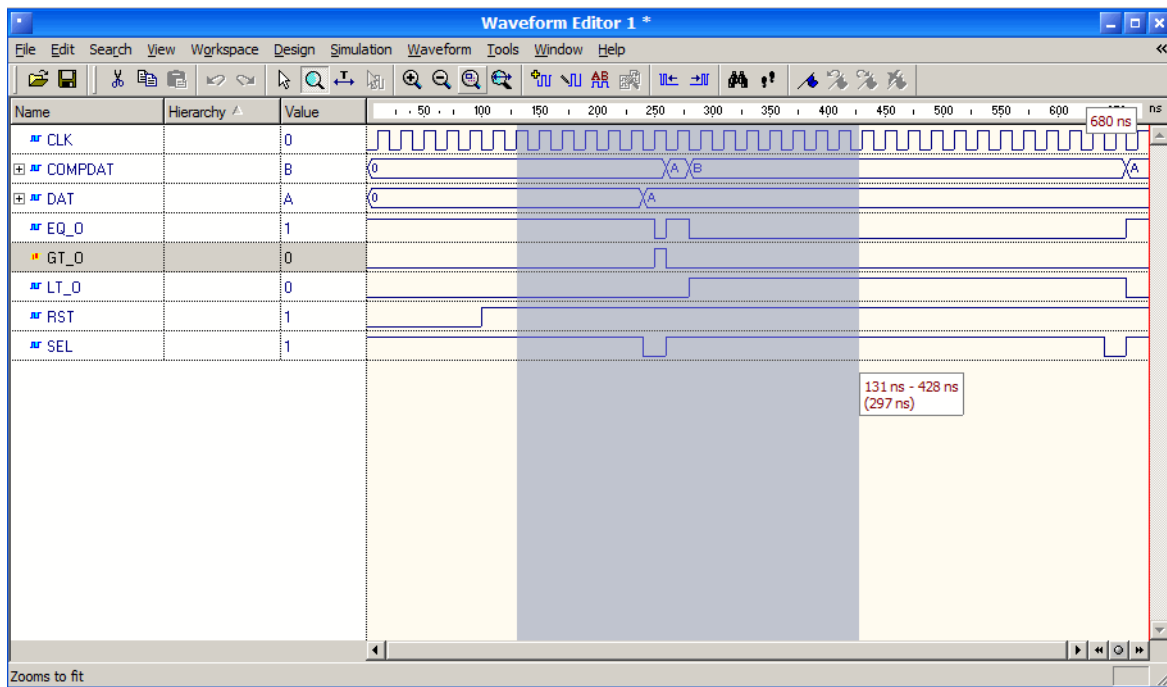 Waveform Editor 1 *
File Edit Search View Workspace Design Simulation Waveform Tools Window Help
Name Hierarchy Value 50 100 150 200 250 300 350 400 450 500 550 600 ns
680 ns
CLK 0
COMPDAT B 0 A B A
DAT A 0 A
EQ_O 1
GT_O 0
LT_O 0
RST 1
SEL 1
131 ns - 428 ns
(297 ns)
Zooms to fit